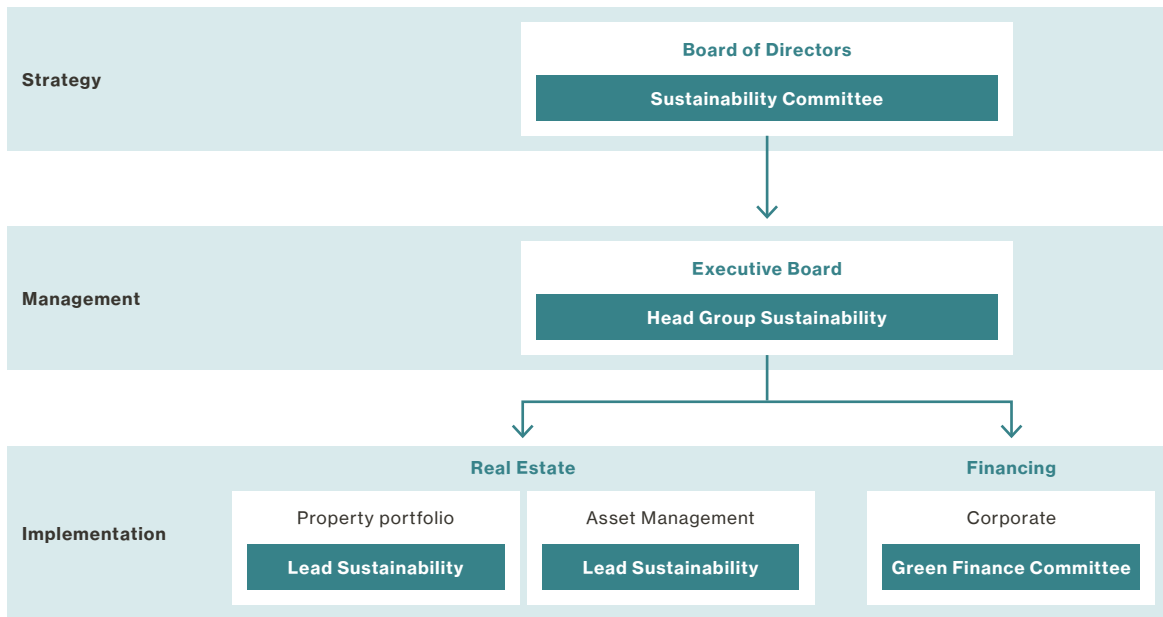 Strategy
Board of Directors
Sustainability Committee
Management
Executive Board
Head Group Sustainability
Implementation
Real Estate
Property portfolio
Lead Sustainability
Asset Management
Lead Sustainability
Financing
Corporate
Green Finance Committee